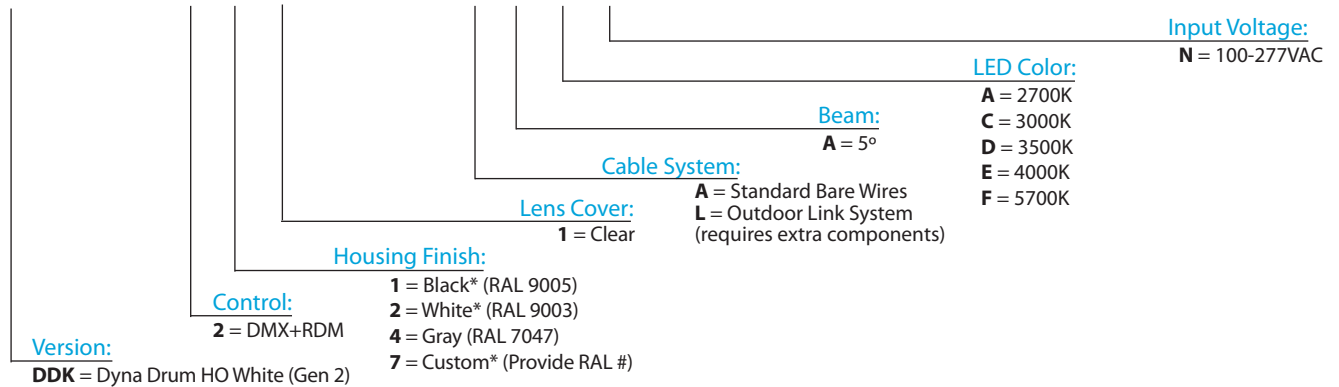 Input Voltage:
N = 100-277VAC
LED Color:
A = 2700K
C = 3000K
D = 3500K
E = 4000K
F = 5700K
Beam:
A = 5º
Cable System:
A = Standard Bare Wires
L = Outdoor Link System
(requires extra components)
Lens Cover:
1 = Clear
Housing Finish:
1 = Black* (RAL 9005)
2 = White* (RAL 9003)
4 = Gray (RAL 7047)
7 = Custom* (Provide RAL #)
Control:
2 = DMX+RDM
Version:
DDK = Dyna Drum HO White (Gen 2)